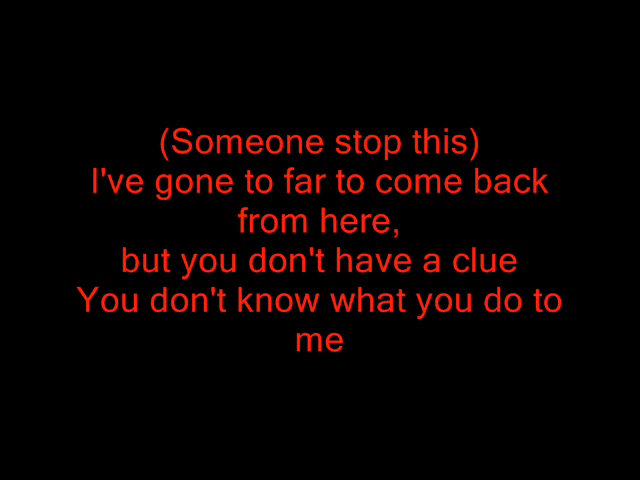 (Someone stop this)
I've gone to far to come back
from here,
but you don't have a clue
You don't know what you do to
me